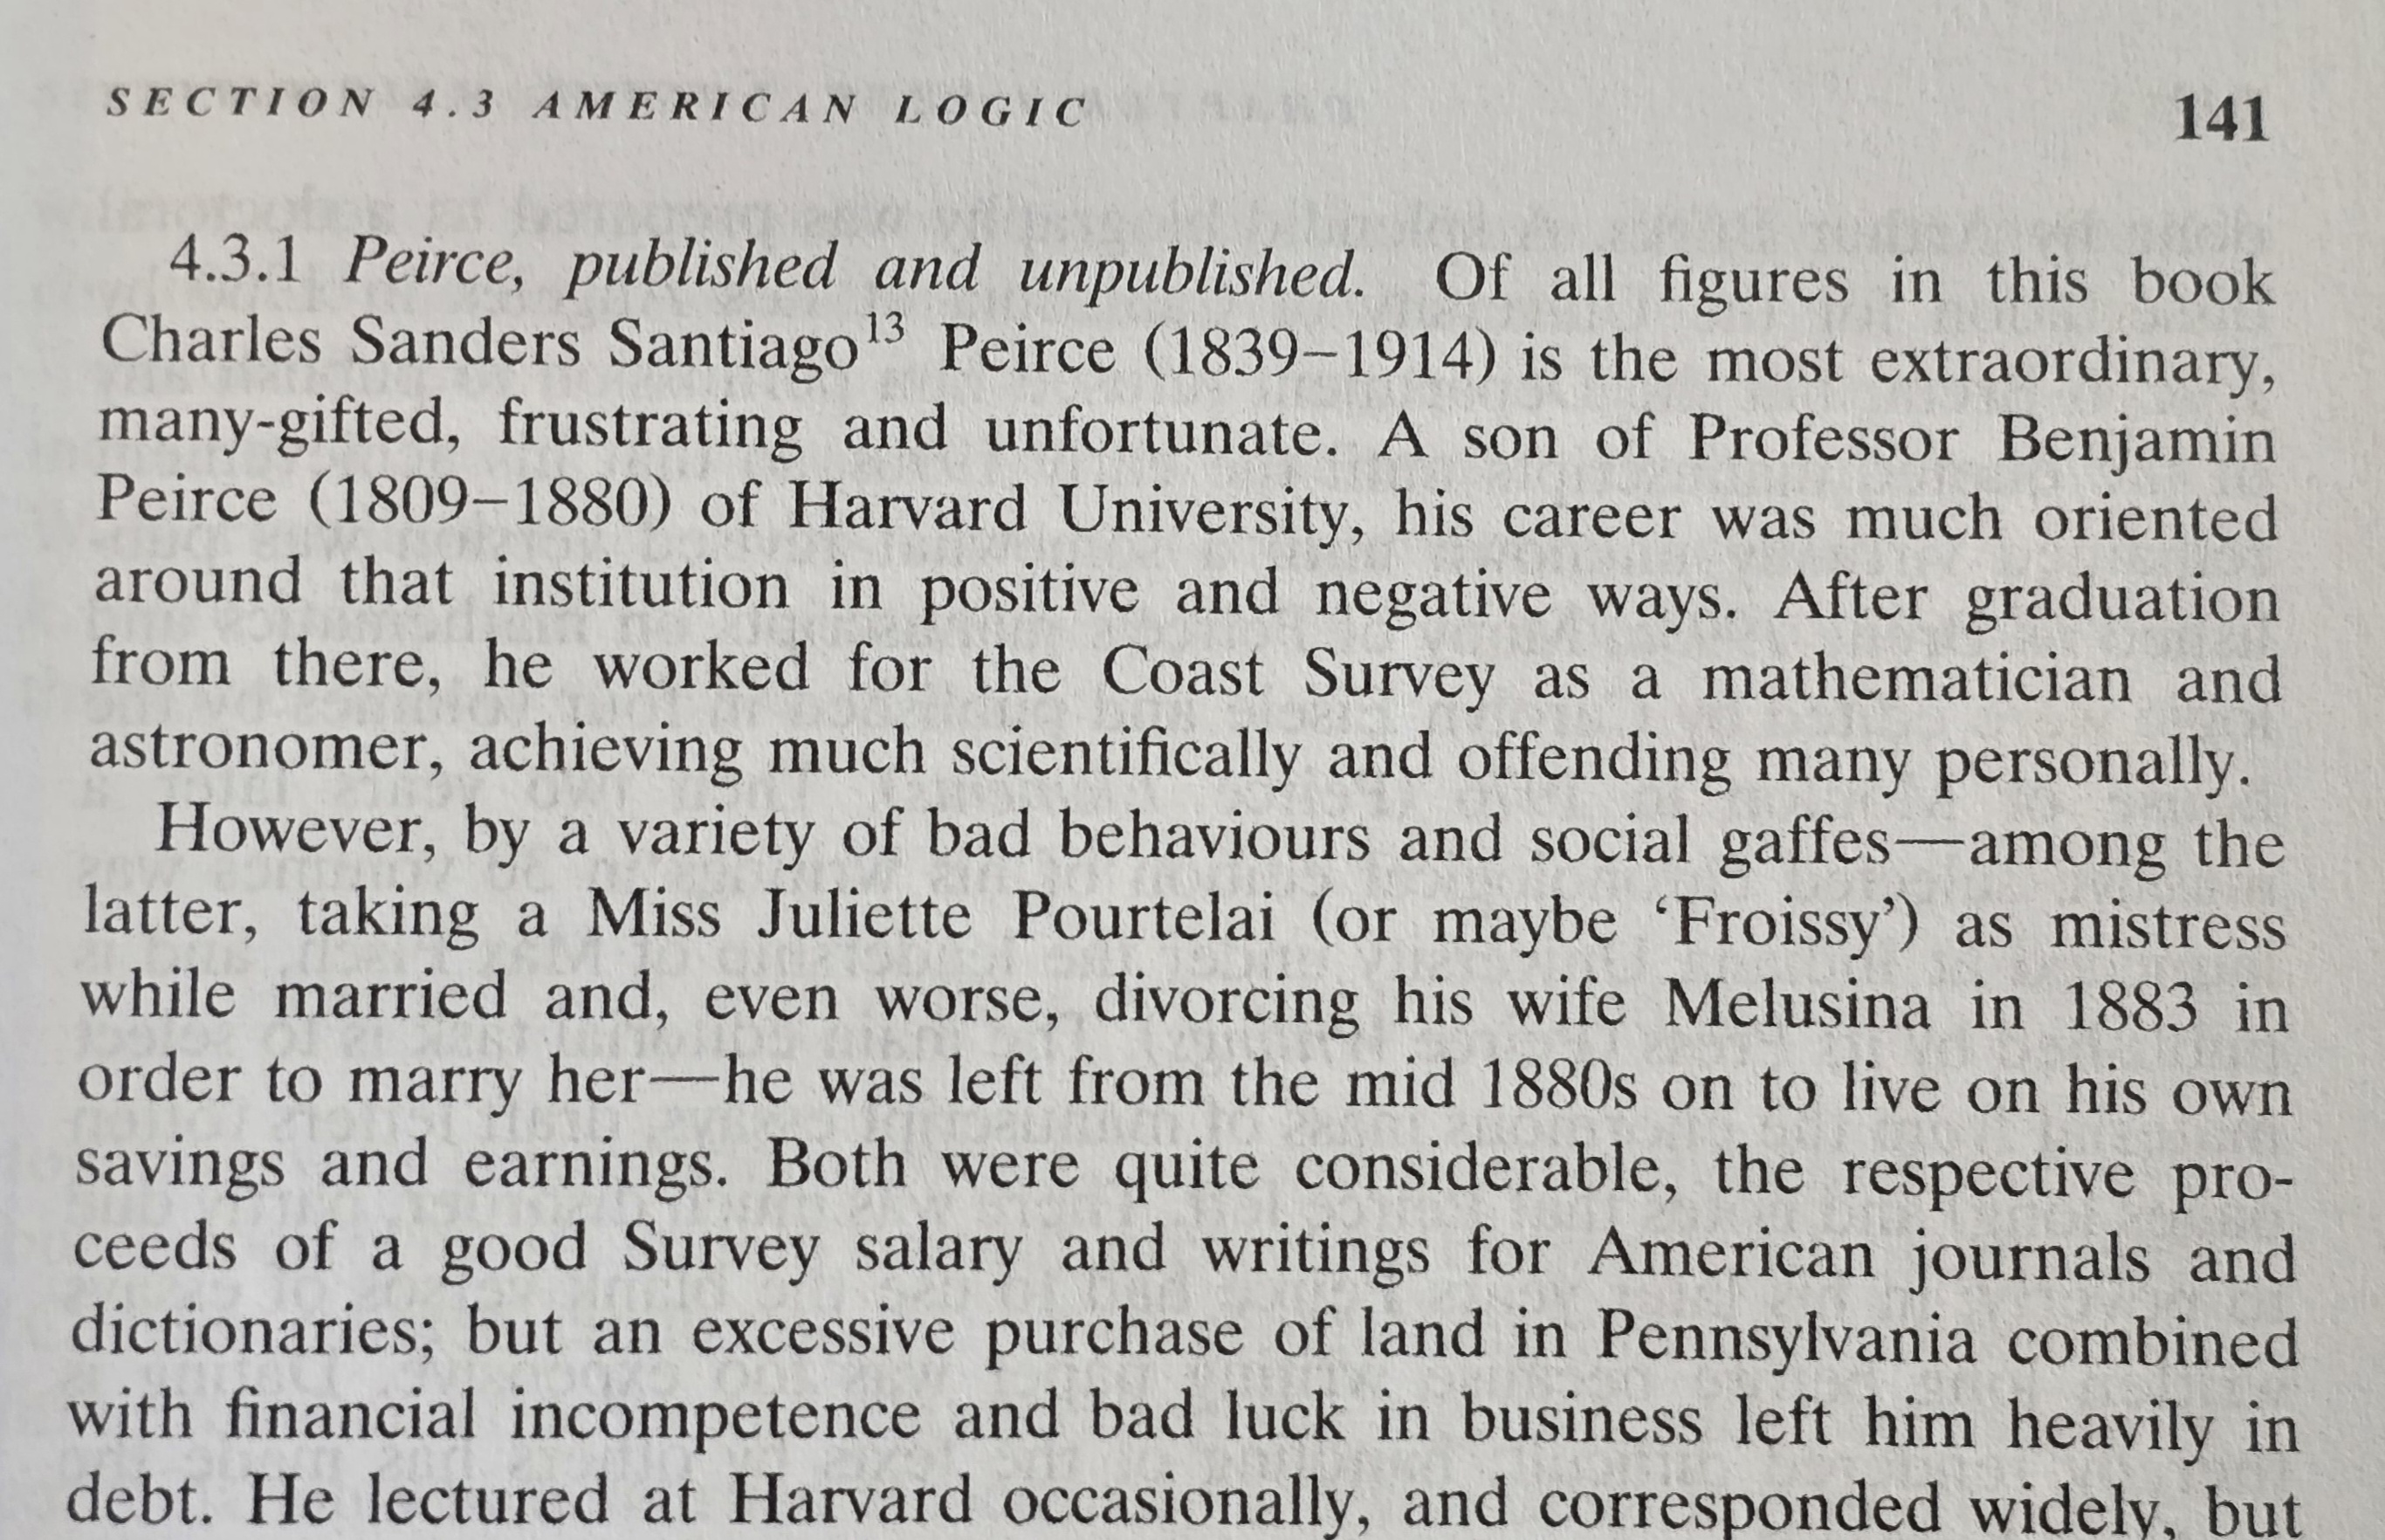 SECTION 4.3 AMERICAN LOGIC 141
4.3.1 Peirce, published and unpublished. Of all figures in this book
Charles Sanders Santiago¹³ Peirce (1839–1914) is the most extraordinary,
many-gifted, frustrating and unfortunate. A son of Professor Benjamin
Peirce (1809–1880) of Harvard University, his career was much oriented
around that institution in positive and negative ways. After graduation
from there, he worked for the Coast Survey as a mathematician and
astronomer, achieving much scientifically and offending many personally.
However, by a variety of bad behaviours and social gaffes—among the
latter, taking a Miss Juliette Pourtelai (or maybe ‘Froissy’) as mistress
while married and, even worse, divorcing his wife Melusina in 1883 in
order to marry her—he was left from the mid 1880s on to live on his own
savings and earnings. Both were quite considerable, the respective pro-
ceeds of a good Survey salary and writings for American journals and
dictionaries; but an excessive purchase of land in Pennsylvania combined
with financial incompetence and bad luck in business left him heavily in
debt. He lectured at Harvard occasionally, and corresponded widely, but